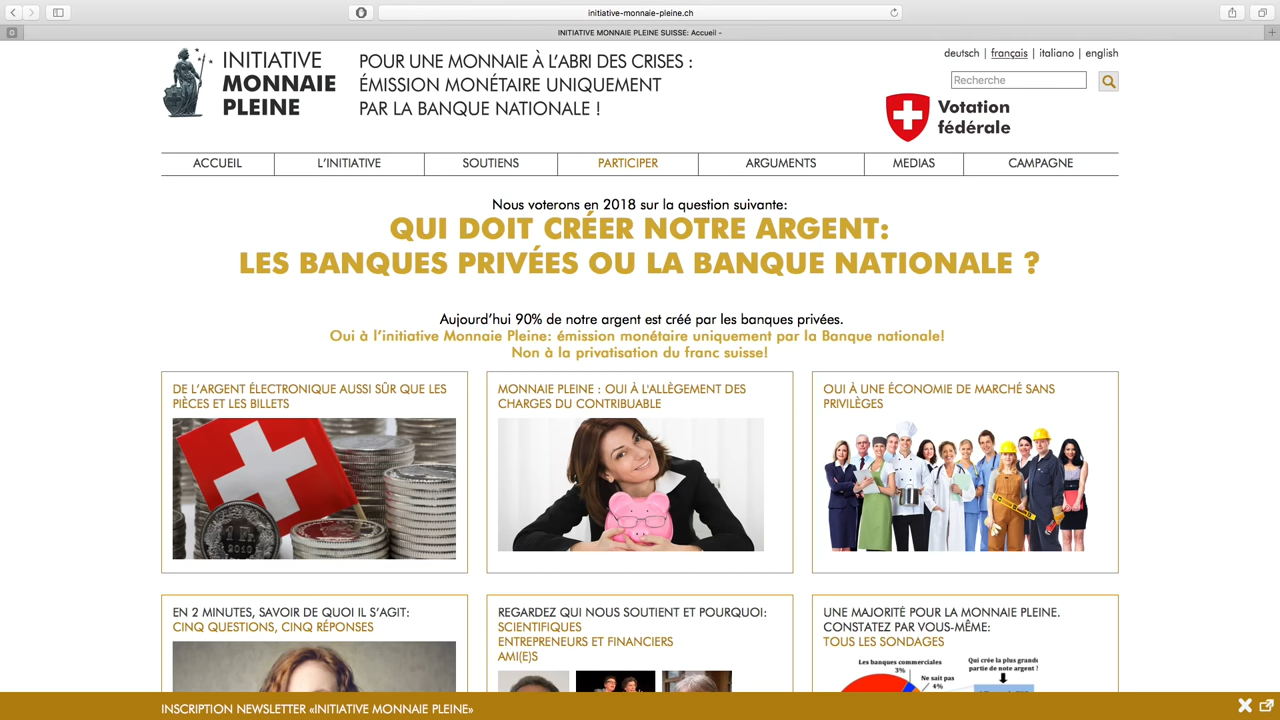 initiative-monnaie-pleine.ch
INITIATIVE MONNAIE PLEINE SUISSE: Accueil -
INITIATIVE
MONNAIE
PLEINE
POUR UNE MONNAIE À L'ABRI DES CRISES :
ÉMISSION MONÉTAIRE UNIQUEMENT
PAR LA BANQUE NATIONALE !
deutsch | français | italiano | english
Recherche
Votation
fédérale
ACCUEIL L'INITIATIVE SOUTIENS PARTICIPER ARGUMENTS MEDIAS CAMPAGNE
Nous voterons en 2018 sur la question suivante:
QUI DOIT CRÉER NOTRE ARGENT:
LES BANQUES PRIVÉES OU LA BANQUE NATIONALE ?
Aujourd'hui 90% de notre argent est créé par les banques privées.
Oui à l'initiative Monnaie Pleine: émission monétaire uniquement par la Banque nationale!
Non à la privatisation du franc suisse!
DE L'ARGENT ÉLECTRONIQUE AUSSI SÛR QUE LES
PIÈCES ET LES BILLETS
1 Fr.
2010
MONNAIE PLEINE : OUI À L'ALLÈGEMENT DES
CHARGES DU CONTRIBUABLE
OUI À UNE ÉCONOMIE DE MARCHÉ SANS
PRIVILÈGES
EN 2 MINUTES, SAVOIR DE QUOI IL S'AGIT:
CINQ QUESTIONS, CINQ RÉPONSES
REGARDEZ QUI NOUS SOUTIENT ET POURQUOI:
SCIENTIFIQUES
ENTREPRENEURS ET FINANCIERS
AMI(E)S
UNE MAJORITÉ POUR LA MONNAIE PLEINE.
CONSTATEZ PAR VOUS-MÊME:
TOUS LES SONDAGES
Les banques commerciales
3%
Ne sait pas
4%
Qui crée la plus grande
partie de note argent ?
INSCRIPTION NEWSLETTER «INITIATIVE MONNAIE PLEINE»